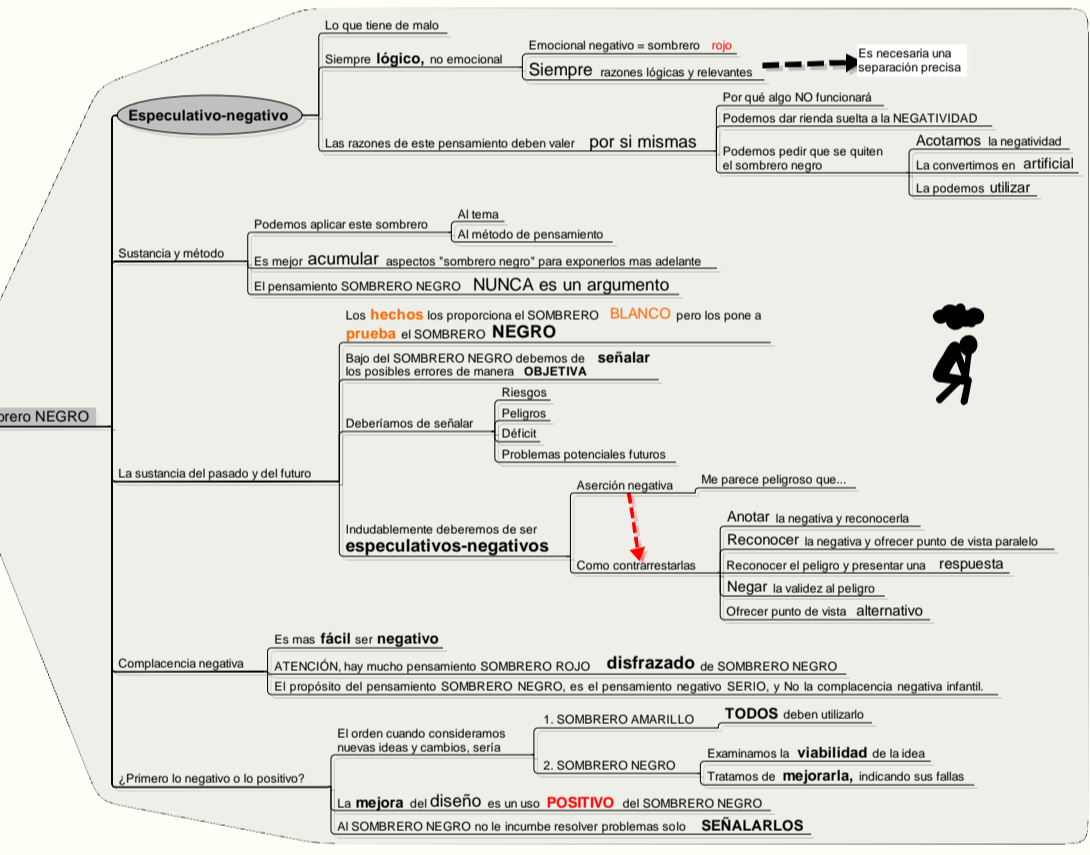 brero NEGRO
Especulativo-negativo
Lo que tiene de malo
Siempre lógico, no emocional
Emocional negativo = sombrero rojo
Siempre razones lógicas y relevantes
Es necesaria una
separación precisa
Las razones de este pensamiento deben valer por si mismas
Por qué algo NO funcionará
Podemos dar rienda suelta a la NEGATIVIDAD
Podemos pedir que se quiten
el sombrero negro
Acotamos la negatividad
La convertimos en artificial
La podemos utilizar
Sustancia y método
Podemos aplicar este sombrero
Al tema
Al método de pensamiento
Es mejor acumular aspectos "sombrero negro" para exponerlos mas adelante
El pensamiento SOMBRERO NEGRO NUNCA es un argumento
La sustancia del pasado y del futuro
Los hechos los proporciona el SOMBRERO BLANCO pero los pone a
prueba el SOMBRERO NEGRO
Bajo del SOMBRERO NEGRO debemos de señalar
los posibles errores de manera OBJETIVA
Deberíamos de señalar
Riesgos
Peligros
Déficit
Problemas potenciales futuros
Indudablemente deberemos de ser
especulativos-negativos
Aserción negativa
Me parece peligroso que...
Como contrarrestarlas
Anotar la negativa y reconocerla
Reconocer la negativa y ofrecer punto de vista paralelo
Reconocer el peligro y presentar una respuesta
Negar la validez al peligro
Ofrecer punto de vista alternativo
Complacencia negativa
Es mas fácil ser negativo
ATENCIÓN, hay mucho pensamiento SOMBRERO ROJO disfrazado de SOMBRERO NEGRO
El propósito del pensamiento SOMBRERO NEGRO, es el pensamiento negativo SERIO, y No la complacencia negativa infantil.
¿Primero lo negativo o lo positivo?
El orden cuando consideramos
nuevas ideas y cambios, sería
1. SOMBRERO AMARILLO
TODOS deben utilizarlo
2. SOMBRERO NEGRO
Examinamos la viabilidad de la idea
Tratamos de mejorarla, indicando sus fallas
La mejora del diseño es un uso POSITIVO del SOMBRERO NEGRO
Al SOMBRERO NEGRO no le incumbe resolver problemas solo SEÑALARLOS